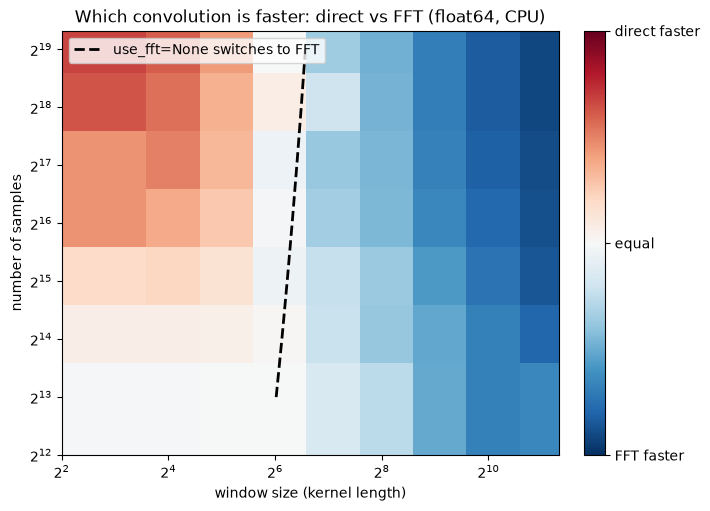 Which convolution is faster: direct vs FFT (float64, CPU)
use_fft=None switches to FFT
number of samples
2^19
2^18
2^17
2^16
2^15
2^14
2^13
2^12
2^2
2^4
2^6
2^8
2^10
window size (kernel length)
direct faster
equal
FFT faster